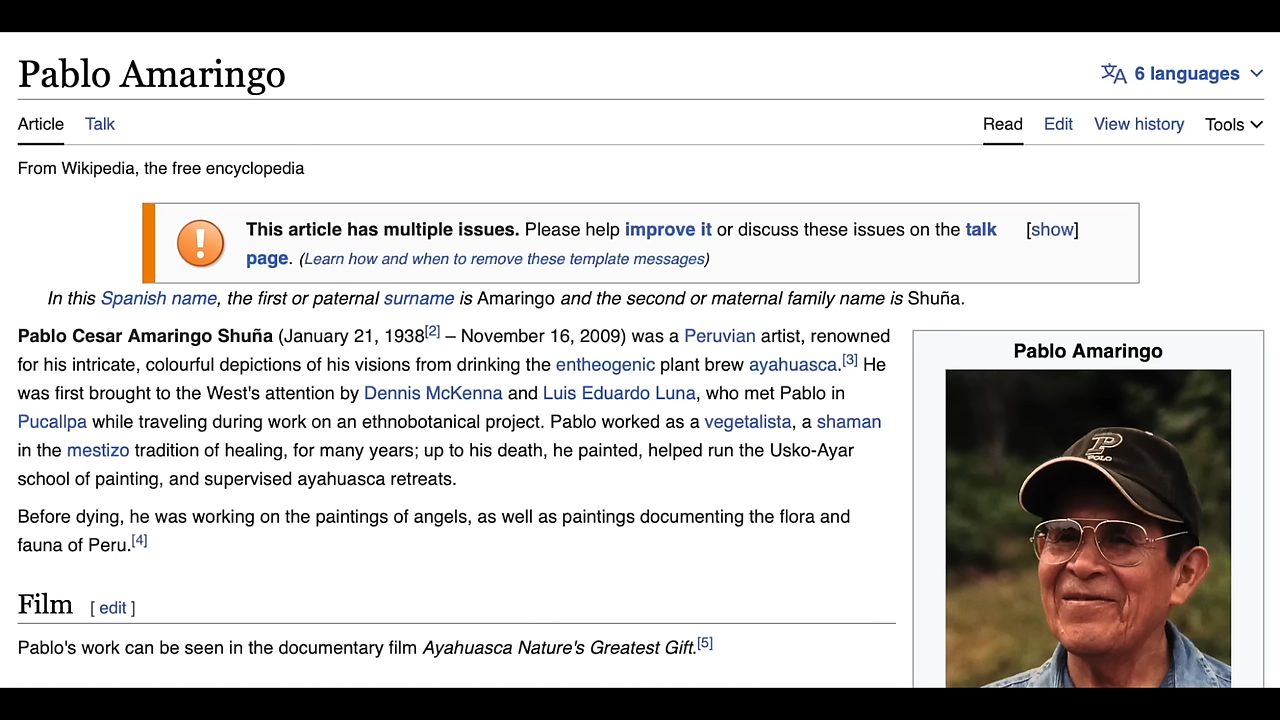 Pablo Amaringo
6 languages
Article Talk
Read Edit View history Tools
From Wikipedia, the free encyclopedia
This article has multiple issues. Please help improve it or discuss these issues on the talk [show]
page. (Learn how and when to remove these template messages)
In this Spanish name, the first or paternal surname is Amaringo and the second or maternal family name is Shuña.
Pablo Cesar Amaringo Shuña (January 21, 1938[2] – November 16, 2009) was a Peruvian artist, renowned
for his intricate, colourful depictions of his visions from drinking the entheogenic plant brew ayahuasca.[3] He
was first brought to the West's attention by Dennis McKenna and Luis Eduardo Luna, who met Pablo in
Pucallpa while traveling during work on an ethnobotanical project. Pablo worked as a vegetalista, a shaman
in the mestizo tradition of healing, for many years; up to his death, he painted, helped run the Usko-Ayar
school of painting, and supervised ayahuasca retreats.
Before dying, he was working on the paintings of angels, as well as paintings documenting the flora and
fauna of Peru.[4]
Film [ edit ]
Pablo's work can be seen in the documentary film Ayahuasca Nature's Greatest Gift.[5]
Pablo Amaringo
P
POLO